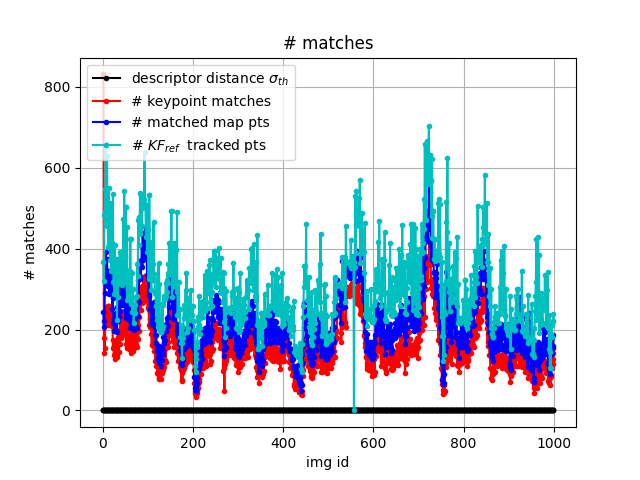 # matches
descriptor distance σth
# keypoint matches
# matched map pts
# KFref tracked pts
# matches
800
600
400
200
0
0 200 400 600 800 1000
img id